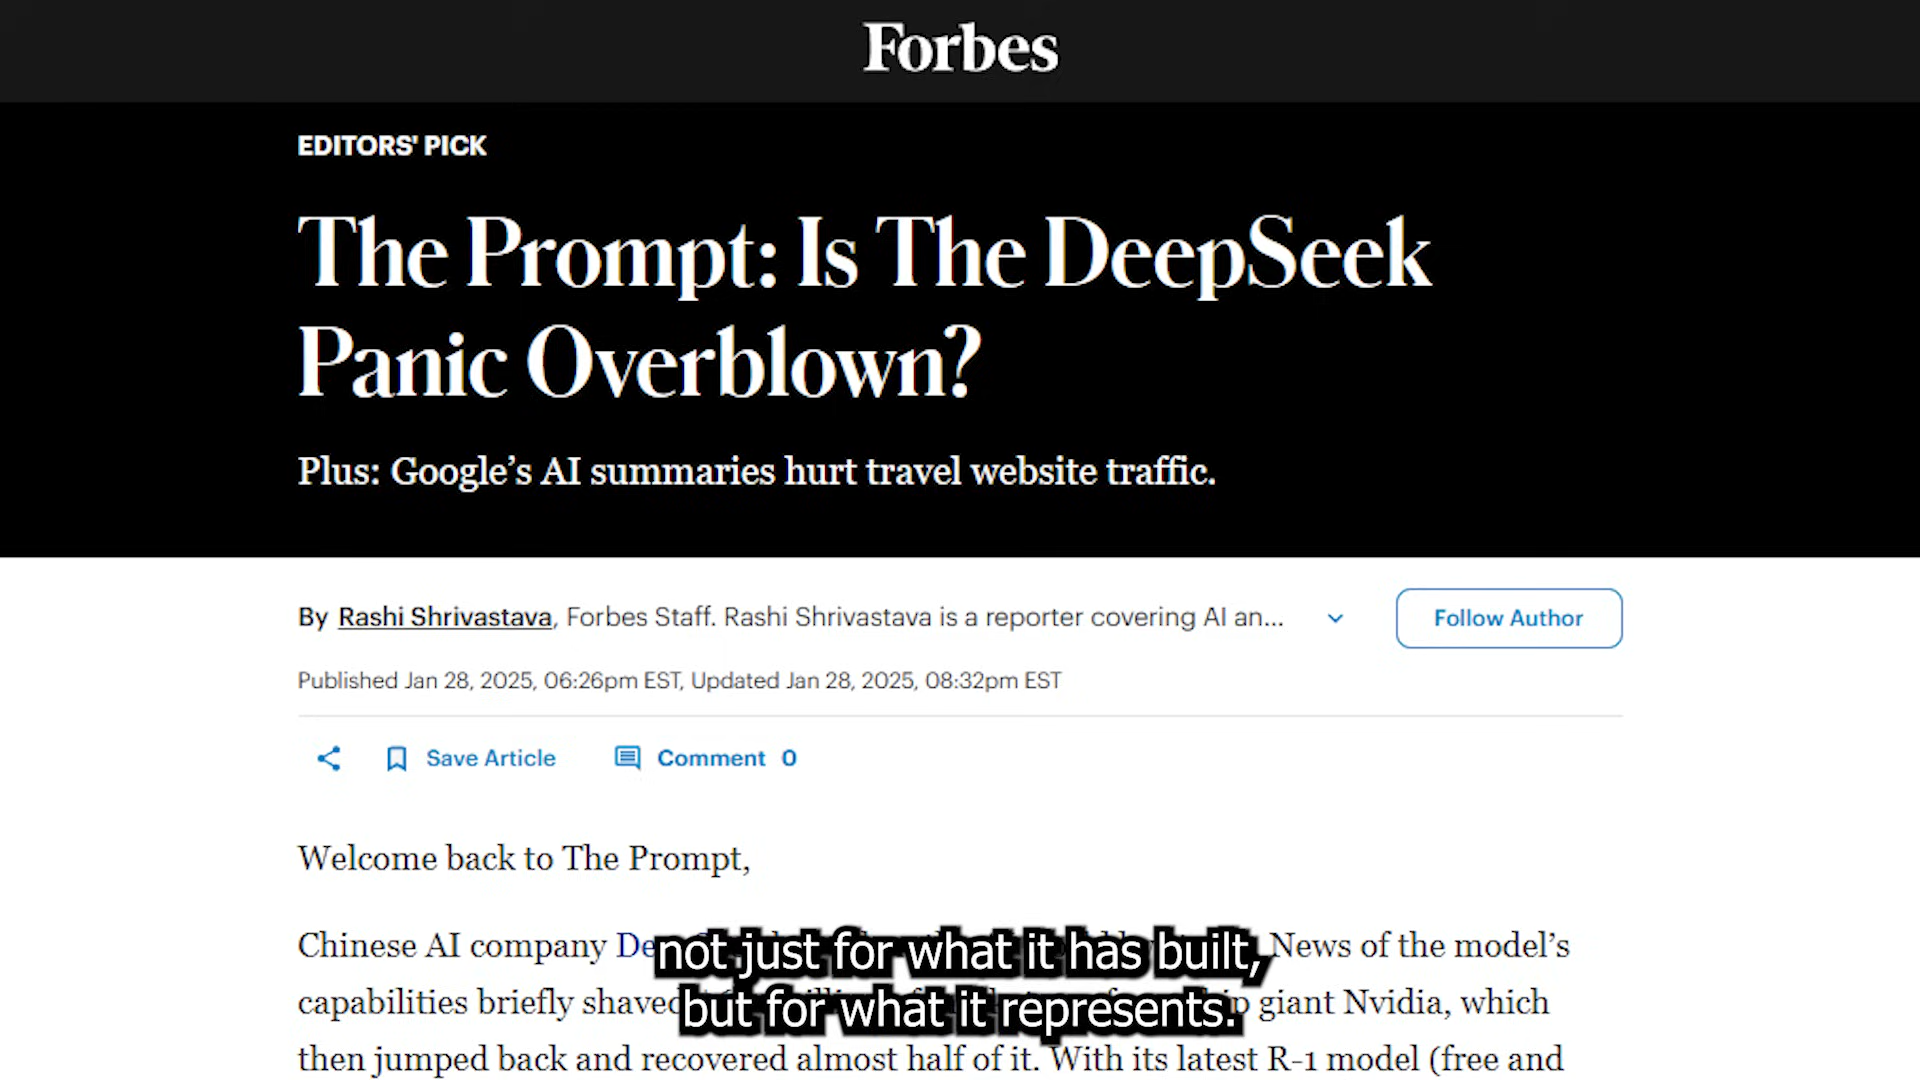 Forbes
EDITORS' PICK
The Prompt: Is The DeepSeek
Panic Overblown?
Plus: Google’s AI summaries hurt travel website traffic.
By Rashi Shrivastava, Forbes Staff. Rashi Shrivastava is a reporter covering AI an...
Follow Author
Published Jan 28, 2025, 06:26pm EST, Updated Jan 28, 2025, 08:32pm EST
Save Article
Comment 0
Welcome back to The Prompt,
Chinese AI company News of the model’s
capabilities briefly shaved giant Nvidia, which
then jumped back and recovered almost half of it. With its latest R-1 model (free and
not just for what it has built,
but for what it represents.